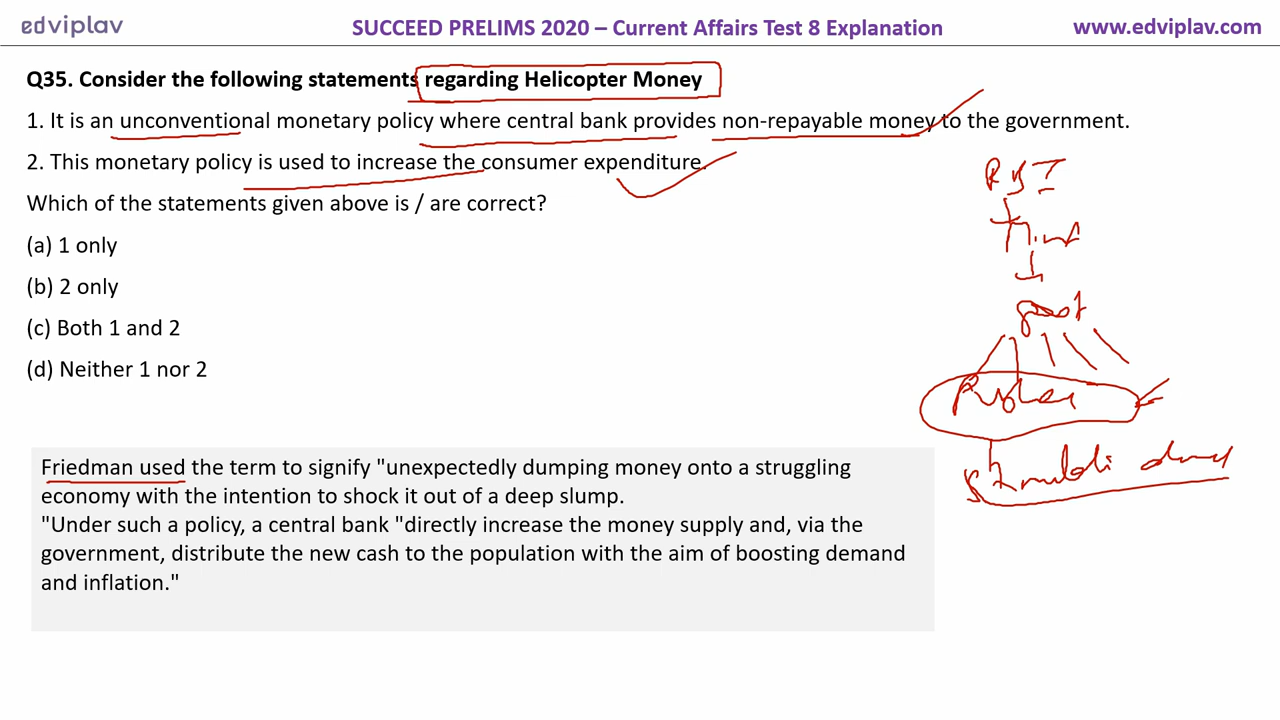 edviplav
SUCCEED PRELIMS 2020 – Current Affairs Test 8 Explanation
www.edviplav.com
Q35. Consider the following statements regarding Helicopter Money
1. It is an unconventional monetary policy where central bank provides non-repayable money to the government.
2. This monetary policy is used to increase the consumer expenditure.
Which of the statements given above is / are correct?
(a) 1 only
(b) 2 only
(c) Both 1 and 2
(d) Neither 1 nor 2
RBI
Print
govt
Friedman used the term to signify "unexpectedly dumping money onto a struggling
economy with the intention to shock it out of a deep slump.
"Under such a policy, a central bank "directly increase the money supply and, via the
government, distribute the new cash to the population with the aim of boosting demand
and inflation."